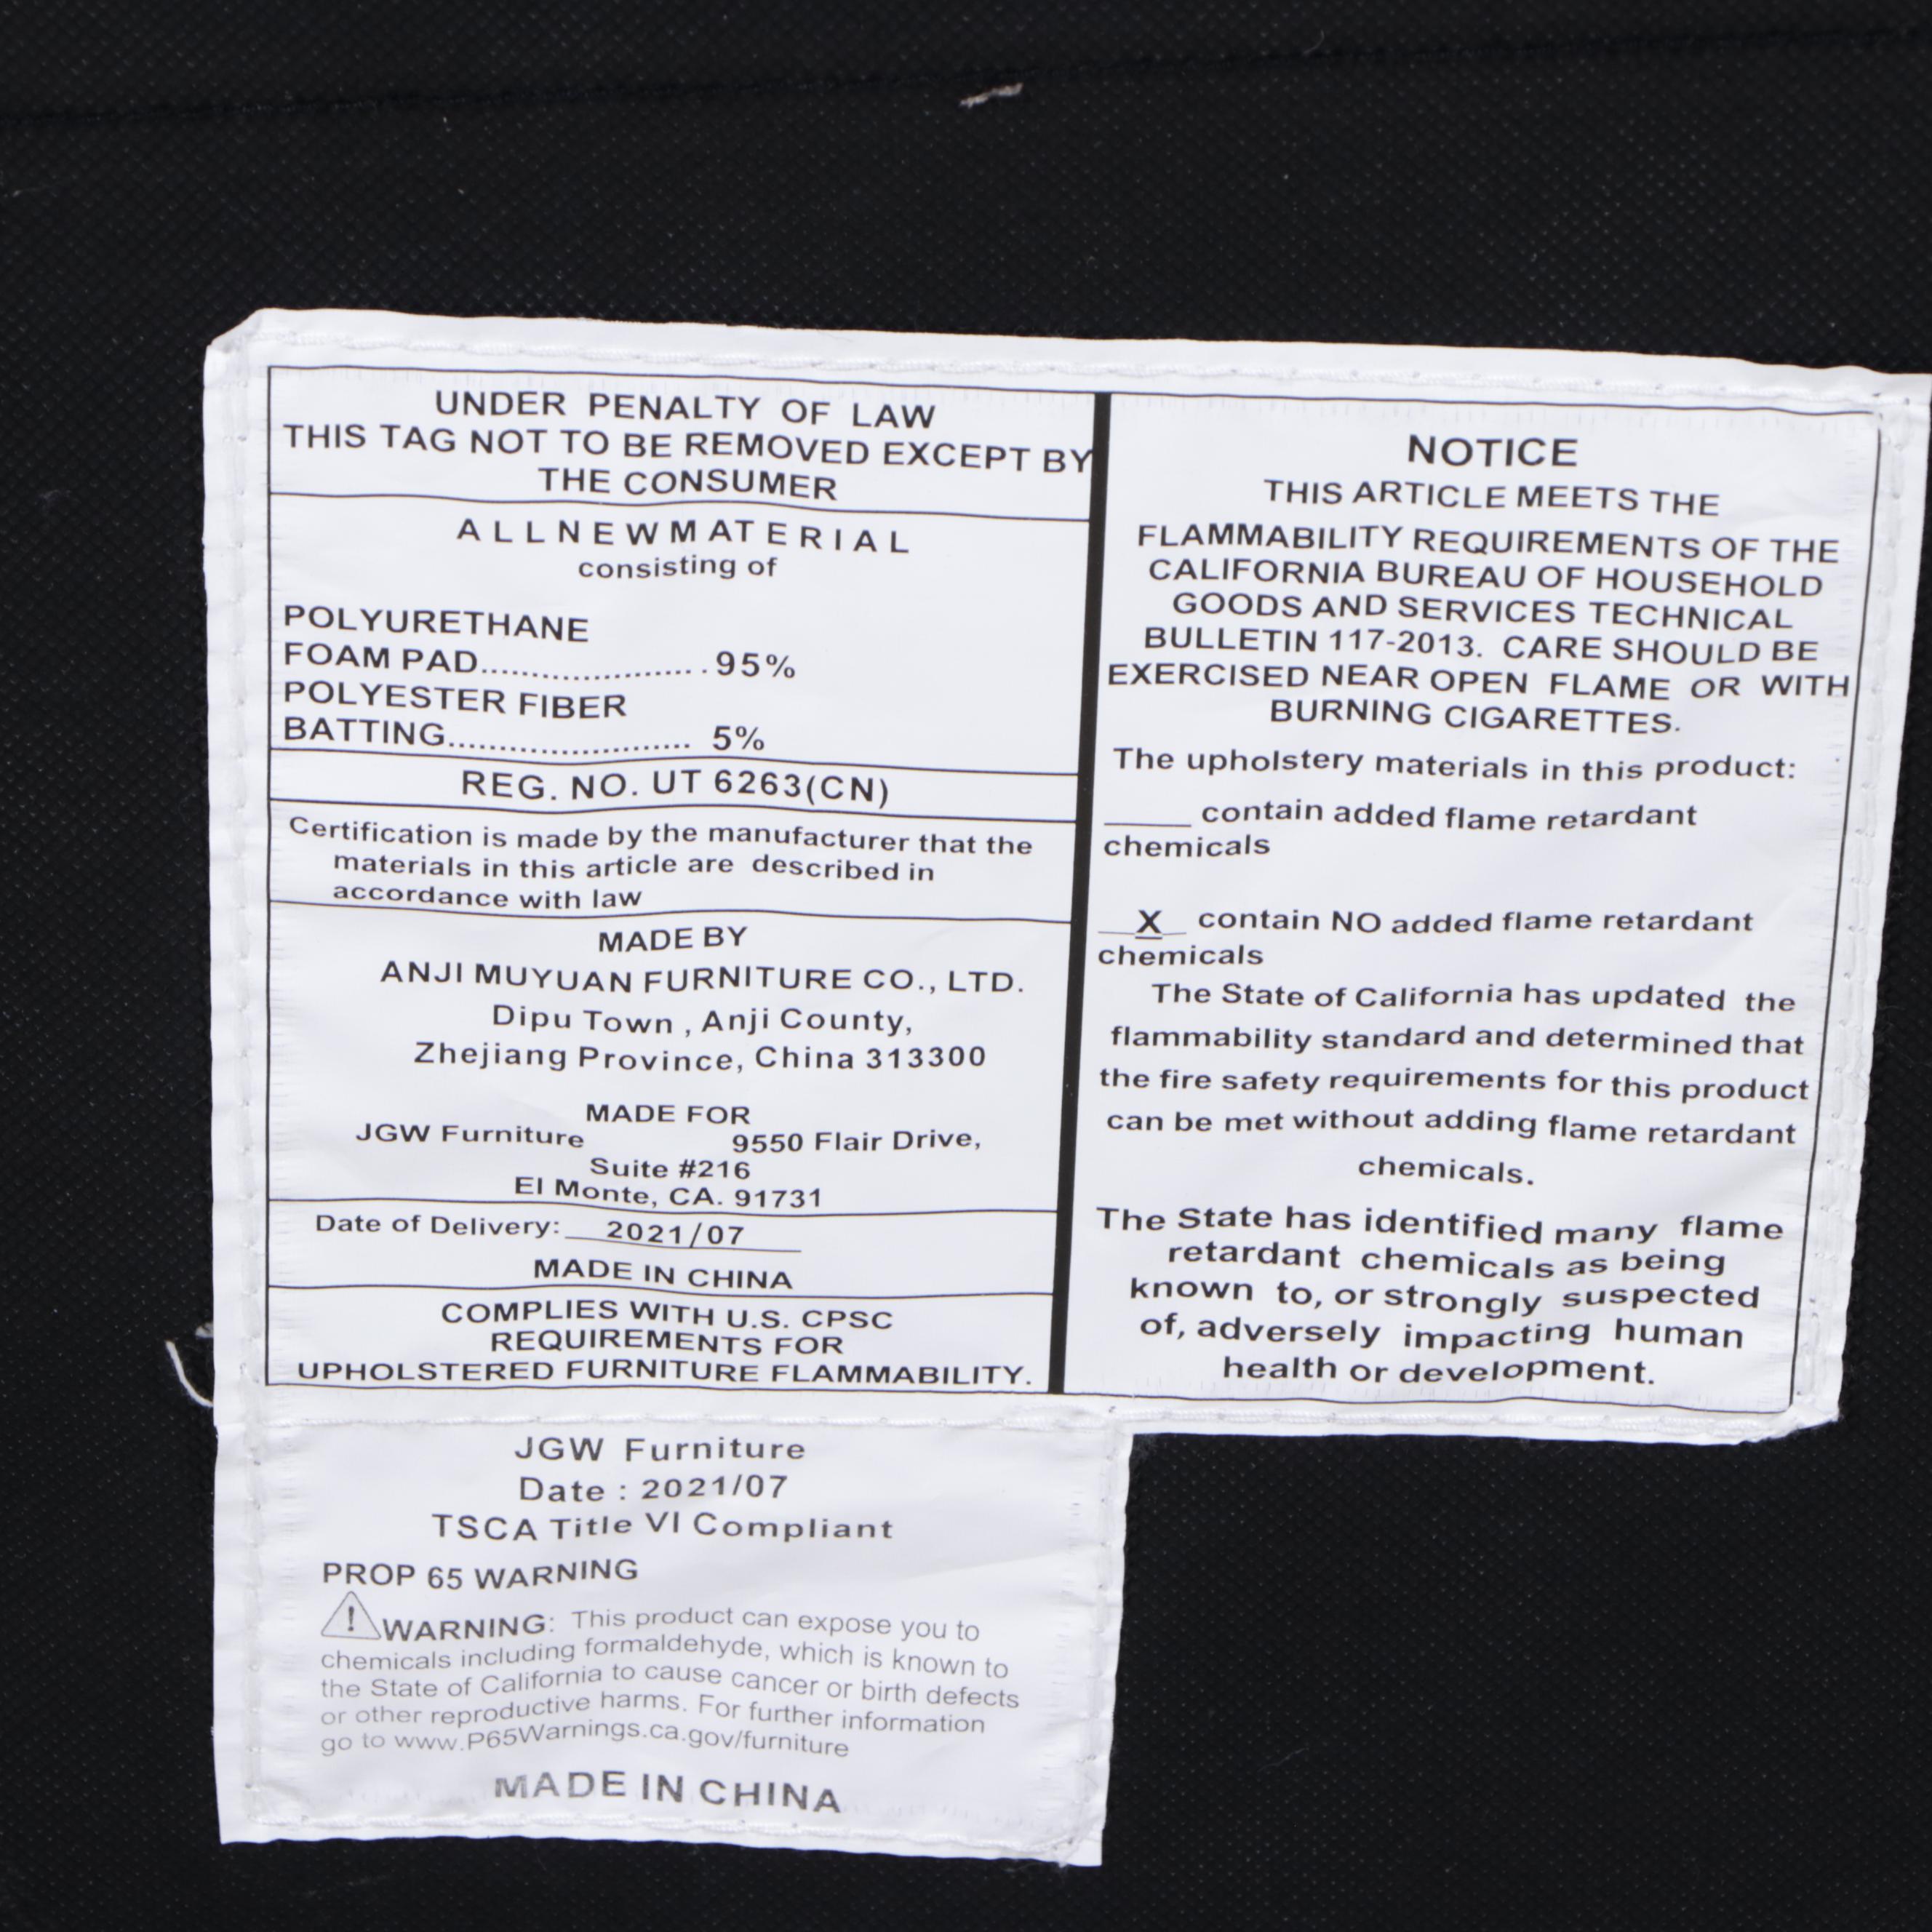 UNDER PENALTY OF LAW
THIS TAG NOT TO BE REMOVED EXCEPT BY
THE CONSUMER
ALL NEW MATERIAL
consisting of
POLYURETHANE
FOAM PAD......................95%
POLYESTER FIBER
BATTING....................... 5%
REG. NO. UT 6263(CN)
Certification is made by the manufacturer that the
materials in this article are described in
accordance with law
MADE BY
ANJI MUYUAN FURNITURE CO., LTD.
Dipu Town , Anji County,
Zhejiang Province, China 313300
MADE FOR
JGW Furniture 9550 Flair Drive,
Suite #216
El Monte, CA. 91731
Date of Delivery: 2021/07
MADE IN CHINA
COMPLIES WITH U.S. CPSC
REQUIREMENTS FOR
UPHOLSTERED FURNITURE FLAMMABILITY.
NOTICE
THIS ARTICLE MEETS THE
FLAMMABILITY REQUIREMENTS OF THE
CALIFORNIA BUREAU OF HOUSEHOLD
GOODS AND SERVICES TECHNICAL
BULLETIN 117-2013. CARE SHOULD BE
EXERCISED NEAR OPEN FLAME OR WITH
BURNING CIGARETTES.
The upholstery materials in this product:
_____ contain added flame retardant
chemicals
__X__ contain NO added flame retardant
chemicals
The State of California has updated the
flammability standard and determined that
the fire safety requirements for this product
can be met without adding flame retardant
chemicals.
The State has identified many flame
retardant chemicals as being
known to, or strongly suspected
of, adversely impacting human
health or development.
JGW Furniture
Date : 2021/07
TSCA Title VI Compliant
PROP 65 WARNING
WARNING: This product can expose you to
chemicals including formaldehyde, which is known to
the State of California to cause cancer or birth defects
or other reproductive harms. For further information
go to www.P65Warnings.ca.gov/furniture
MADE IN CHINA